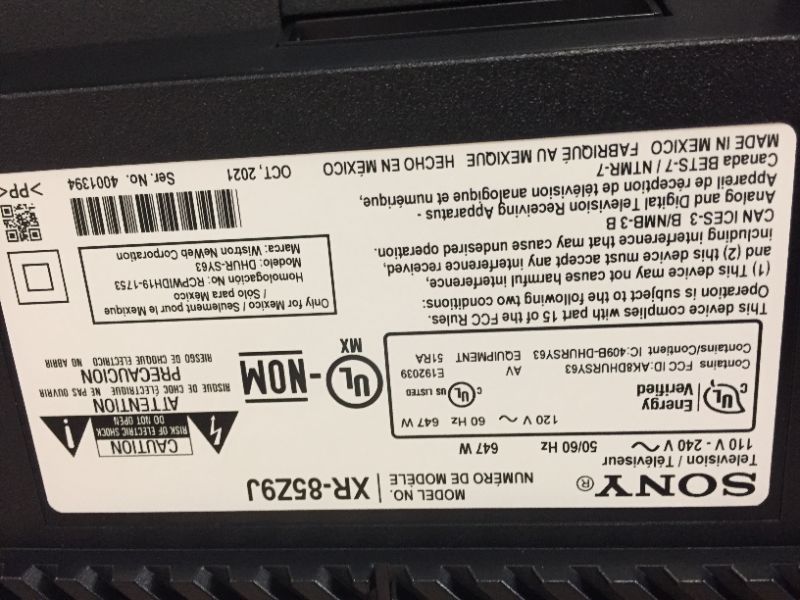 SONY®
MODEL NO.
NUMÉRO DE MODÈLE
XR-85Z9J
Television / Téléviseur
110 V - 240 V ～ 50/60 Hz 647 W
Energy
Verified
C UL
120 V ～ 60 Hz 647 W
C UL US LISTED
AV
EQUIPMENT
E192039
51RA
Contains FCC ID:AK8DHURSY63
Contains/Contient IC:409B-DHURSY63
This device complies with part 15 of the FCC Rules.
Operation is subject to the following two conditions:
(1) This device may not cause harmful interference,
and (2) this device must accept any interference received,
including interference that may cause undesired operation.
CAN ICES-3 B/NMB-3 B
Analog and Digital Television Receiving Apparatus -
Appareil de réception de télévision analogique et numérique,
Canada BETS-7 / NTMR-7
MADE IN MEXICO FABRIQUÉ AU MEXIQUE HECHO EN MÉXICO
CAUTION
RISK OF ELECTRIC SHOCK
DO NOT OPEN
ATTENTION
RISQUE DE CHOC ÉLECTRIQUE NE PAS OUVRIR
PRECAUCIÓN
RIESGO DE CHOQUE ELÉCTRICO NO ABRIR
UL-NOM
MX
Only for Mexico / Seulement pour le Mexique
/ Sólo para México
Homologación No: RCPWIDH19-1753
Modelo: DHUR-SY63
Marca: Wistron NeWeb Corporation
OCT, 2021
Ser. No. 4001394
>PP<